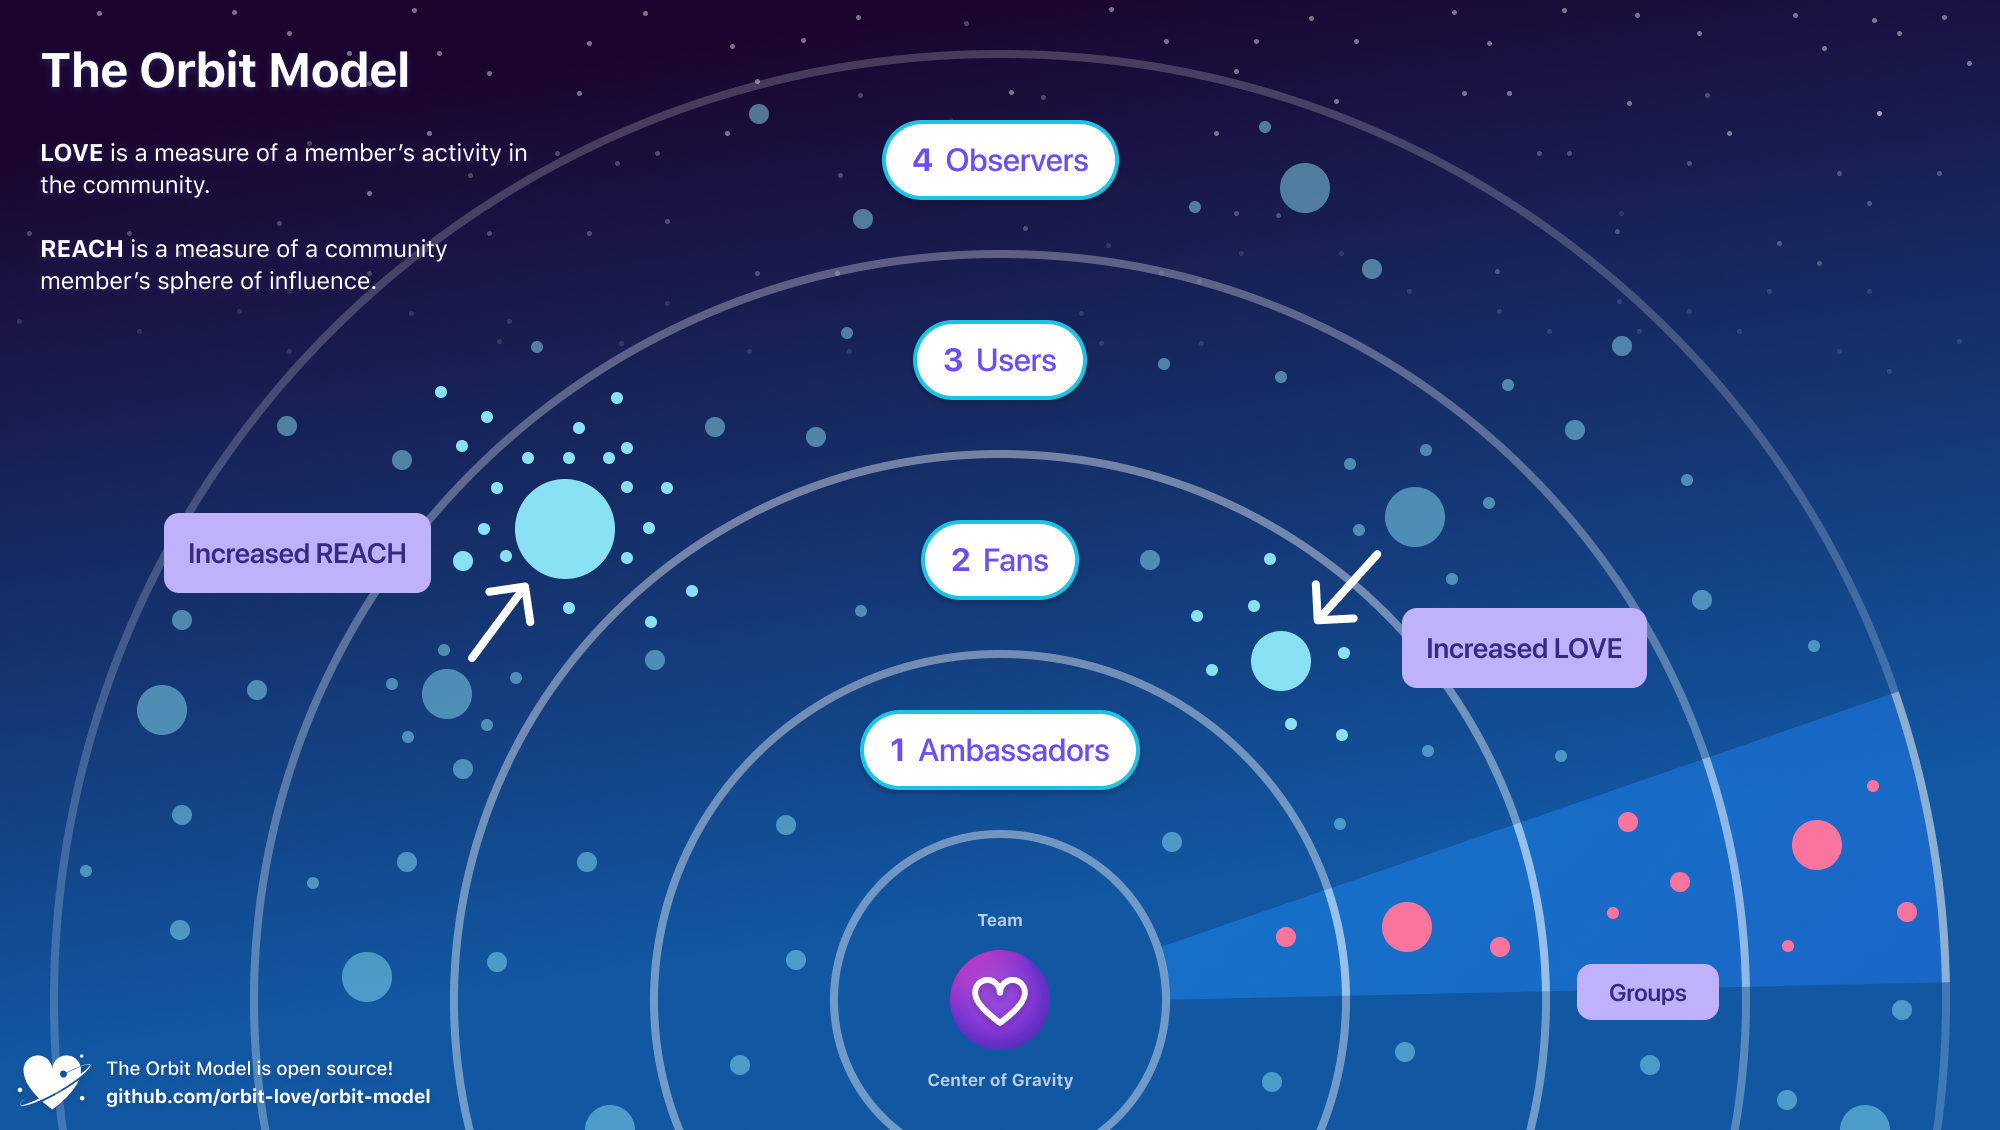 The Orbit Model
LOVE is a measure of a member's activity in
the community.
REACH is a measure of a community
member's sphere of influence.
4 Observers
3 Users
2 Fans
1 Ambassadors
Increased REACH
Increased LOVE
Team
Center of Gravity
Groups
The Orbit Model is open source!
github.com/orbit-love/orbit-model